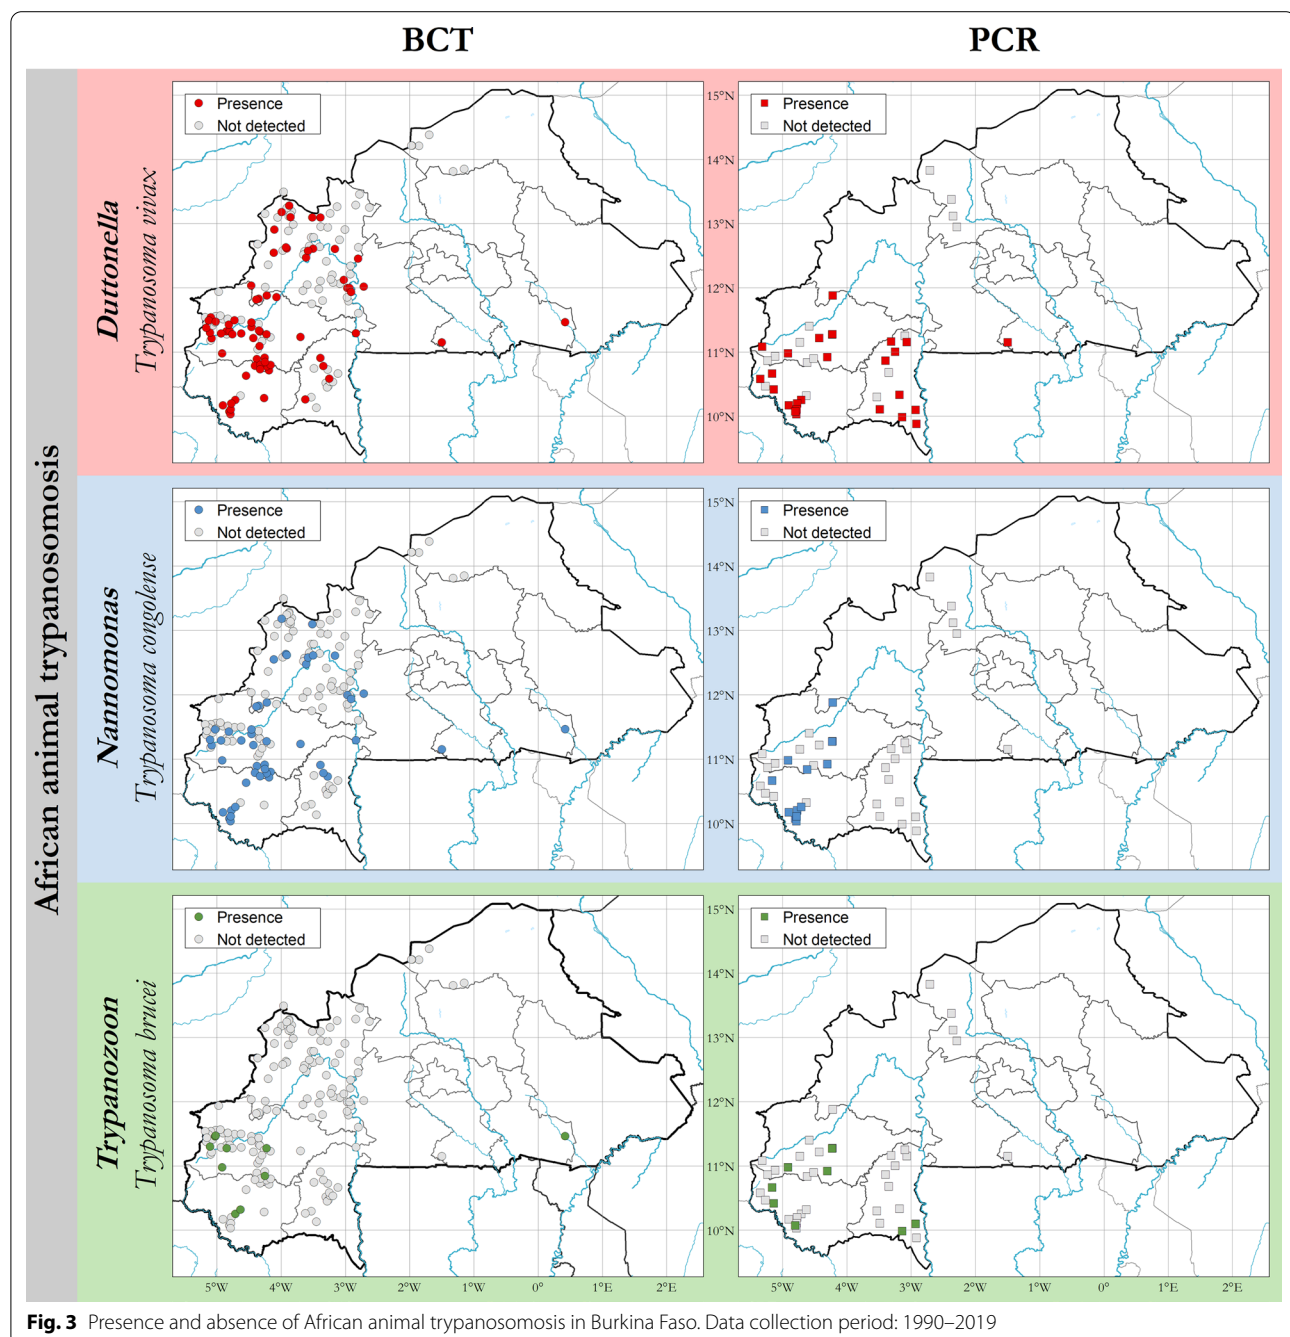 BCT
PCR
African animal trypanosomosis
Duttonella
Trypanosoma vivax
Presence
Not detected
Presence
Not detected
15°N
14°N
13°N
12°N
11°N
10°N
Nannomonas
Trypanosoma congolense
Presence
Not detected
Presence
Not detected
15°N
14°N
13°N
12°N
11°N
10°N
Trypanozoon
Trypanosoma brucei
Presence
Not detected
Presence
Not detected
15°N
14°N
13°N
12°N
11°N
10°N
5°W 4°W 3°W 2°W 1°W 0° 1°E 2°E
5°W 4°W 3°W 2°W 1°W 0° 1°E 2°E
Fig. 3 Presence and absence of African animal trypanosomosis in Burkina Faso. Data collection period: 1990–2019